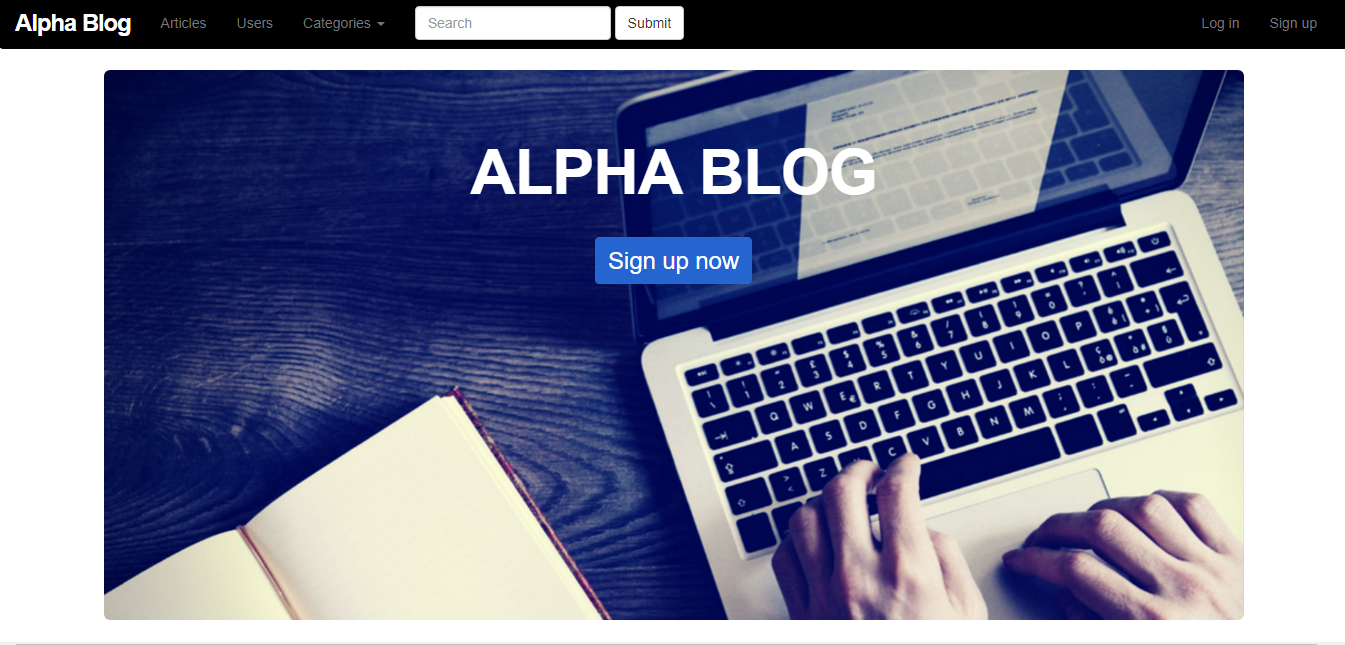 Alpha Blog Articles Users Categories Search Submit Log in Sign up
ALPHA BLOG
Sign up now
Q W E R T Y U I O P
A S D F G H J K L
Z C V B N M